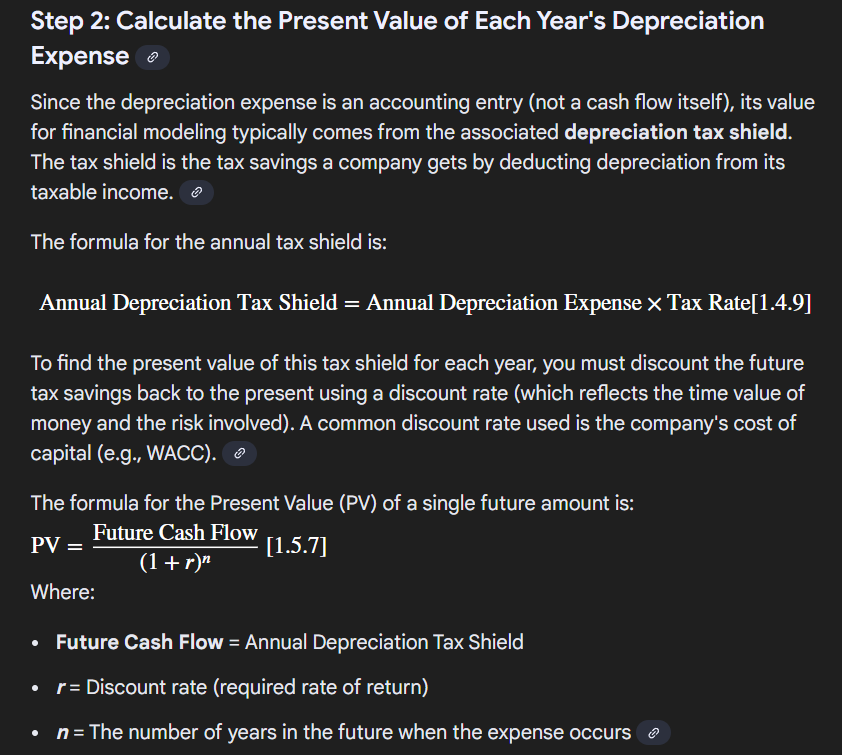 Step 2: Calculate the Present Value of Each Year's Depreciation
Expense
Since the depreciation expense is an accounting entry (not a cash flow itself), its value
for financial modeling typically comes from the associated depreciation tax shield.
The tax shield is the tax savings a company gets by deducting depreciation from its
taxable income.
The formula for the annual tax shield is:
Annual Depreciation Tax Shield = Annual Depreciation Expense × Tax Rate[1.4.9]
To find the present value of this tax shield for each year, you must discount the future
tax savings back to the present using a discount rate (which reflects the time value of
money and the risk involved). A common discount rate used is the company's cost of
capital (e.g., WACC).
The formula for the Present Value (PV) of a single future amount is:
PV = Future Cash Flow / (1 + r)ⁿ [1.5.7]
Where:
• Future Cash Flow = Annual Depreciation Tax Shield
• r = Discount rate (required rate of return)
• n = The number of years in the future when the expense occurs